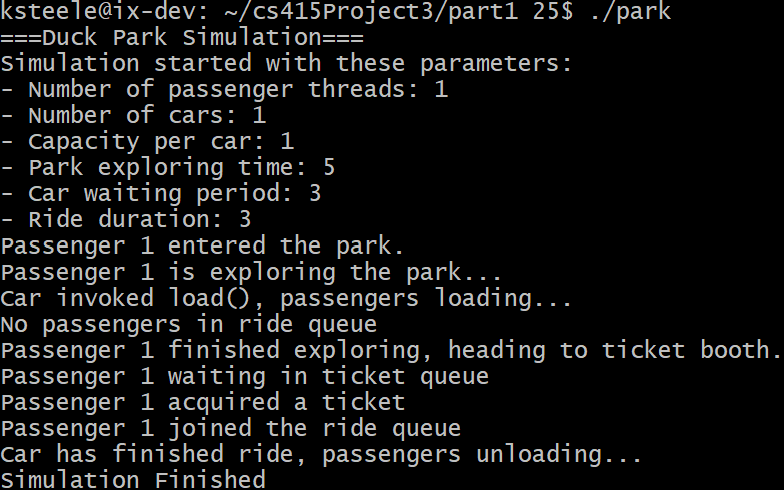 ksteele@ix-dev: ~/cs415Project3/part1 25$ ./park
===Duck Park Simulation===
Simulation started with these parameters:
- Number of passenger threads: 1
- Number of cars: 1
- Capacity per car: 1
- Park exploring time: 5
- Car waiting period: 3
- Ride duration: 3
Passenger 1 entered the park.
Passenger 1 is exploring the park...
Car invoked load(), passengers loading...
No passengers in ride queue
Passenger 1 finished exploring, heading to ticket booth.
Passenger 1 waiting in ticket queue
Passenger 1 acquired a ticket
Passenger 1 joined the ride queue
Car has finished ride, passengers unloading...
Simulation Finished